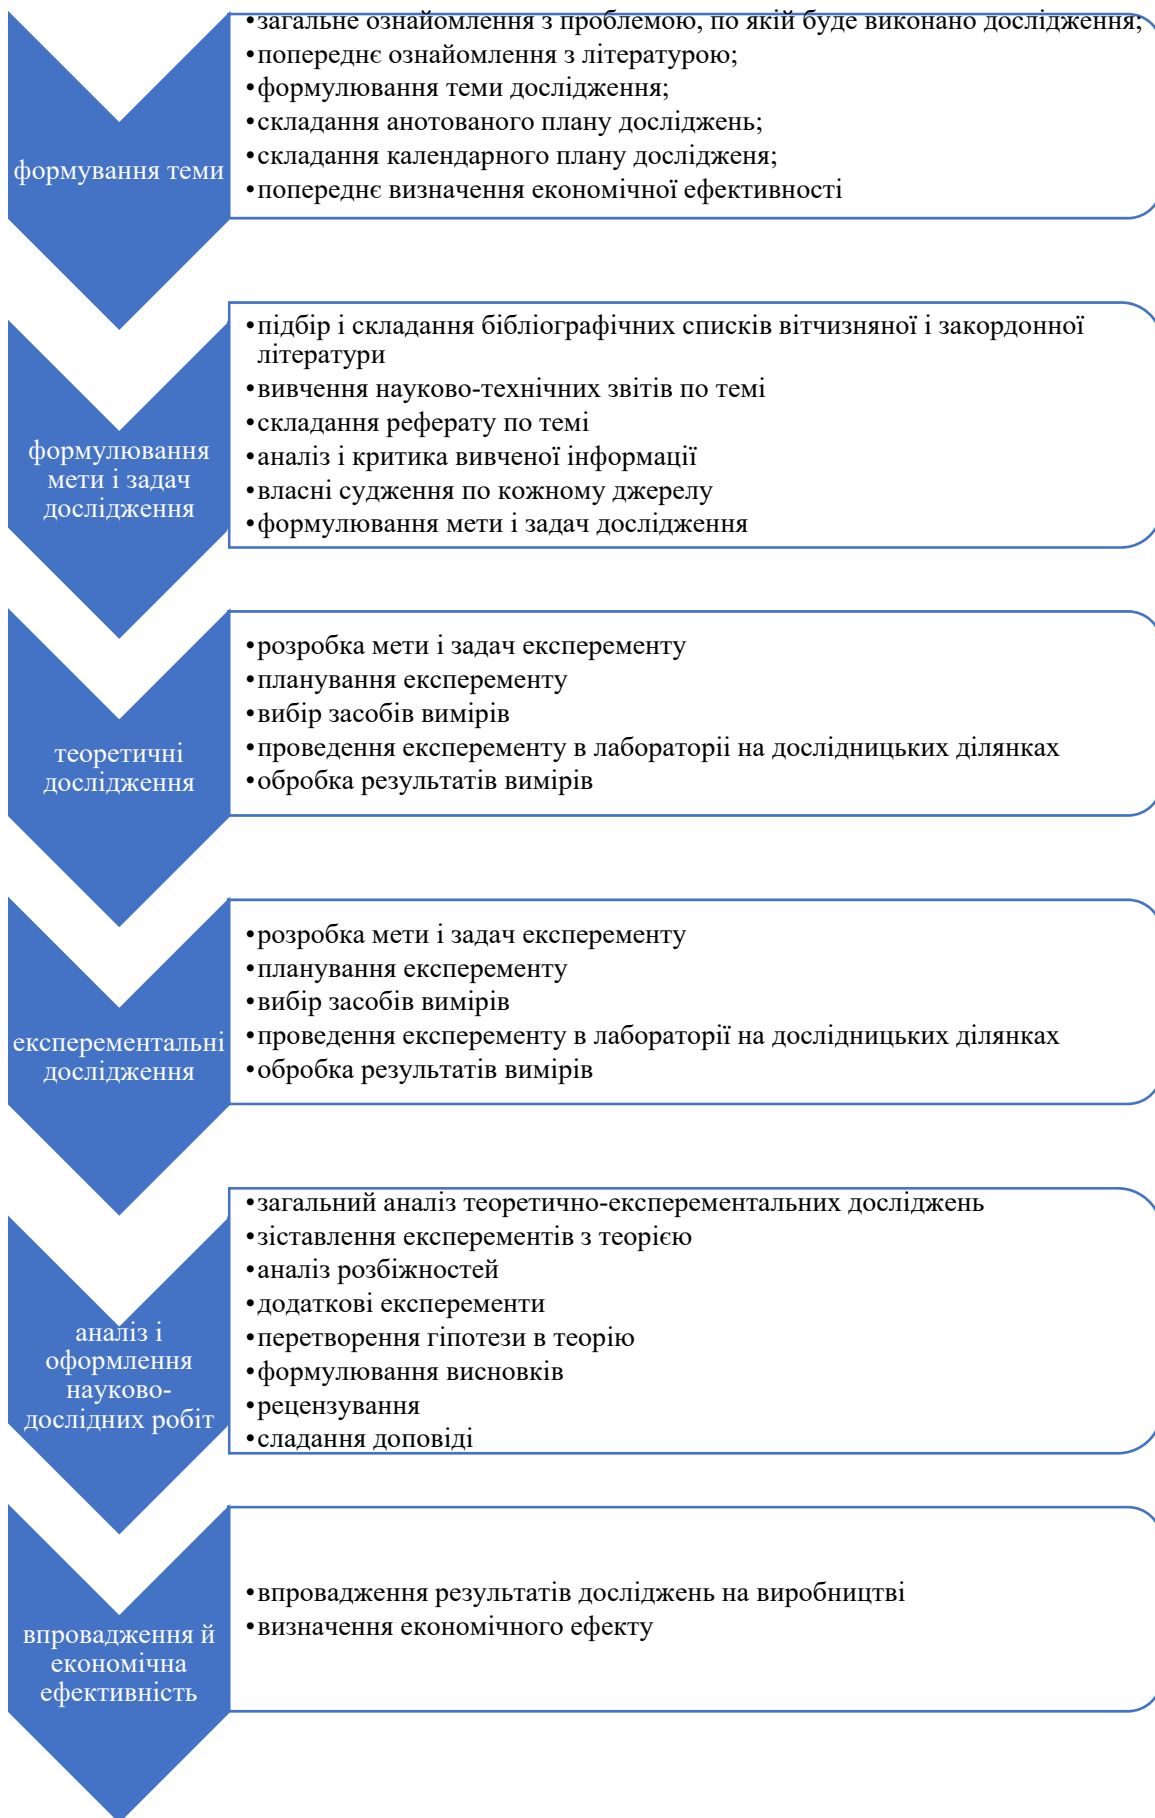 формування теми
•загальне ознайомлення з проблемою, по якій буде виконано дослідження;
•попереднє ознайомлення з літературою;
•формулювання теми дослідження;
•складання анотованого плану досліджень;
•складання календарного плану дослідженя;
•попереднє визначення економічної ефективності
формулювання
мети і задач
дослідження
•підбір і складання бібліографічних списків вітчизняної і закордонної
літератури
•вивчення науково-технічних звітів по темі
•складання реферату по темі
•аналіз і критика вивченої інформації
•власні судження по кожному джерелу
•формулювання мети і задач дослідження
теоретичні
дослідження
•розробка мети і задач експеременту
•планування експеременту
•вибір засобів вимірів
•проведення експеременту в лабораторіі на дослідницьких ділянках
•обробка результатів вимірів
експерементальні
дослідження
•розробка мети і задач експеременту
•планування експеременту
•вибір засобів вимірів
•проведення експеременту в лабораторії на дослідницьких ділянках
•обробка результатів вимірів
аналіз і
оформлення
науково-
дослідних робіт
•загальний аналіз теоретично-експерементальних досліджень
•зіставлення експерементів з теорією
•аналіз розбіжностей
•додаткові експеременти
•перетворення гіпотези в теорію
•формулювання висновків
•рецензування
•сладання доповіді
впровадження й
економічна
ефективність
•впровадження результатів досліджень на виробництві
•визначення економічного ефекту